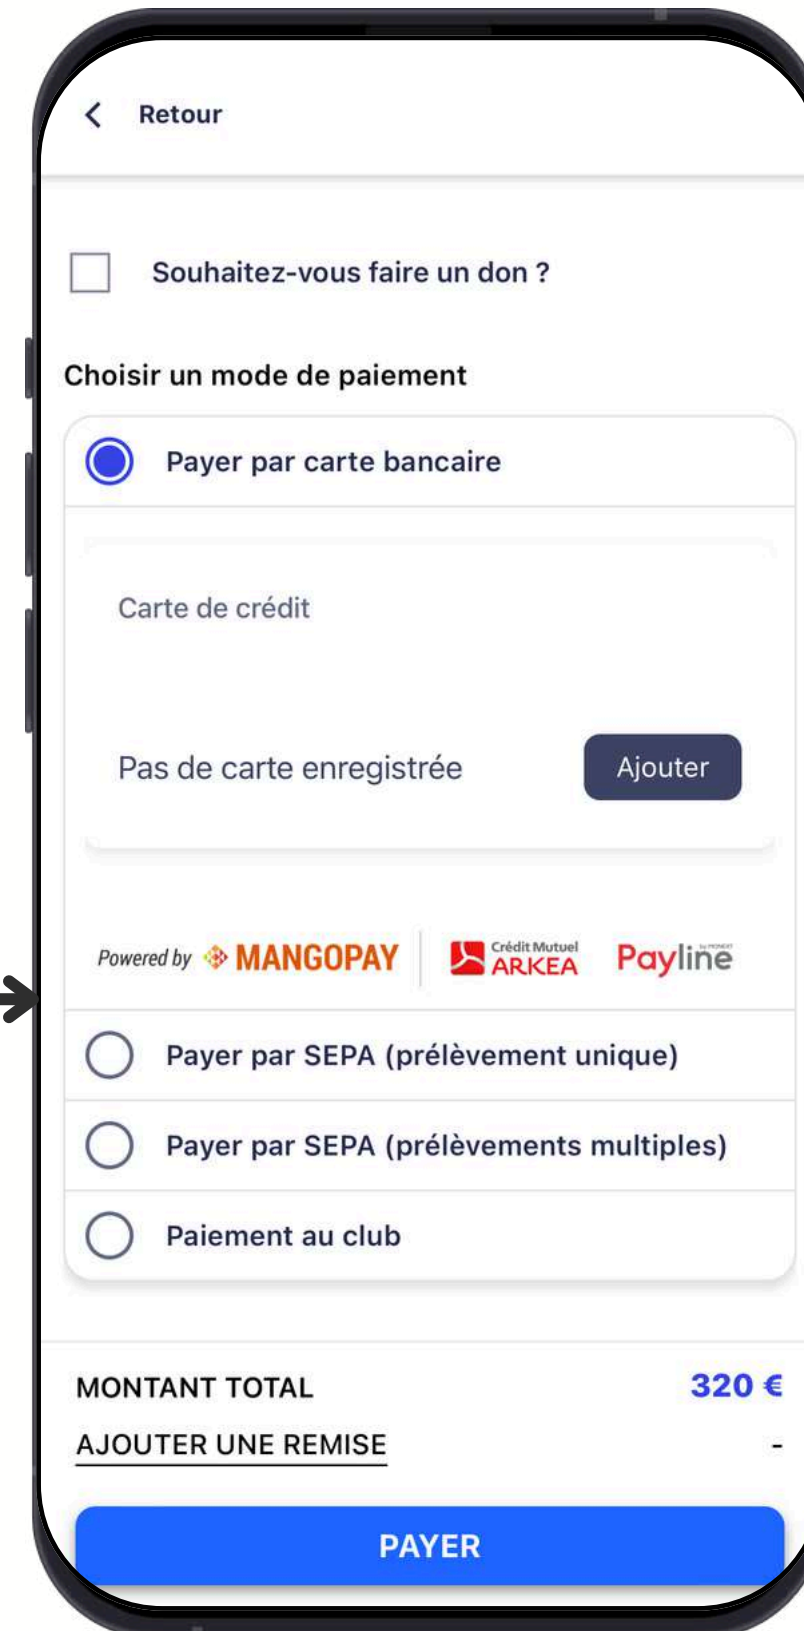 Retour
Souhaitez-vous faire un don ?
Choisir un mode de paiement
Payer par carte bancaire
Carte de crédit
Pas de carte enregistrée
Ajouter
Powered by MANGOPAY
Crédit Mutuel
ARKEA
Payline
by MONEXT
Payer par SEPA (prélèvement unique)
Payer par SEPA (prélèvements multiples)
Paiement au club
MONTANT TOTAL 320 €
AJOUTER UNE REMISE -
PAYER